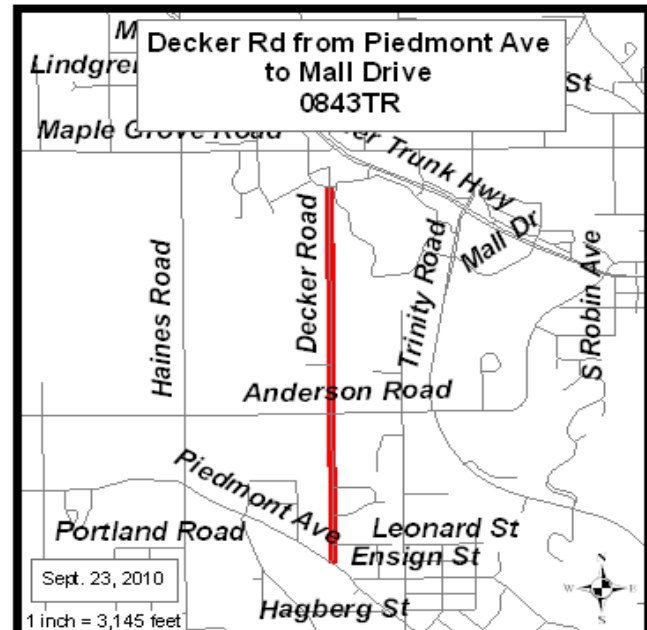 Decker Rd from Piedmont Ave
to Mall Drive
0843TR
St
Maple Grove Road
Trunk Hwy
Mall Dr
Decker Road
Haines Road
Trinity Road
S Robin Ave
Anderson Road
Piedmont Ave
Portland Road
Leonard St
Ensign St
Sept. 23, 2010
Hagberg St
1 inch = 3,145 feet
N
W
E
S